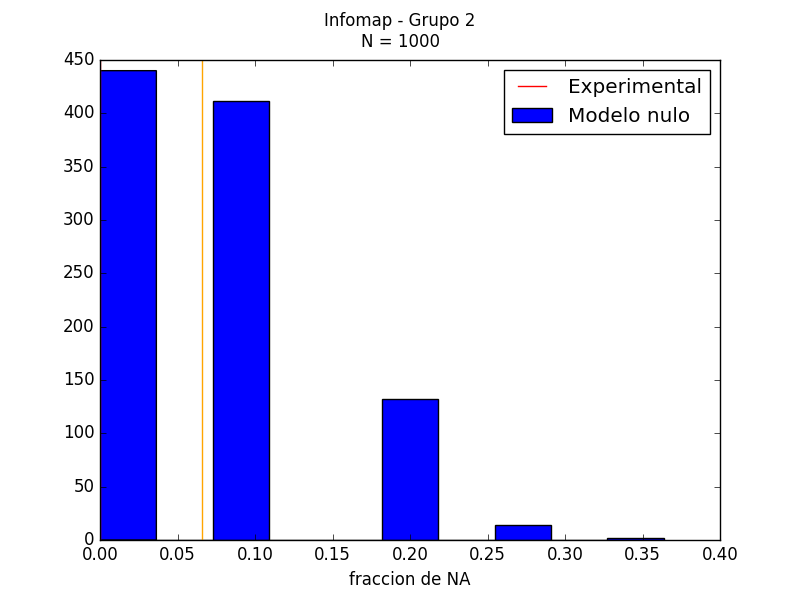 Infomap - Grupo 2
N = 1000
Experimental
Modelo nulo
450
400
350
300
250
200
150
100
50
0
0.00 0.05 0.10 0.15 0.20 0.25 0.30 0.35 0.40
fraccion de NA